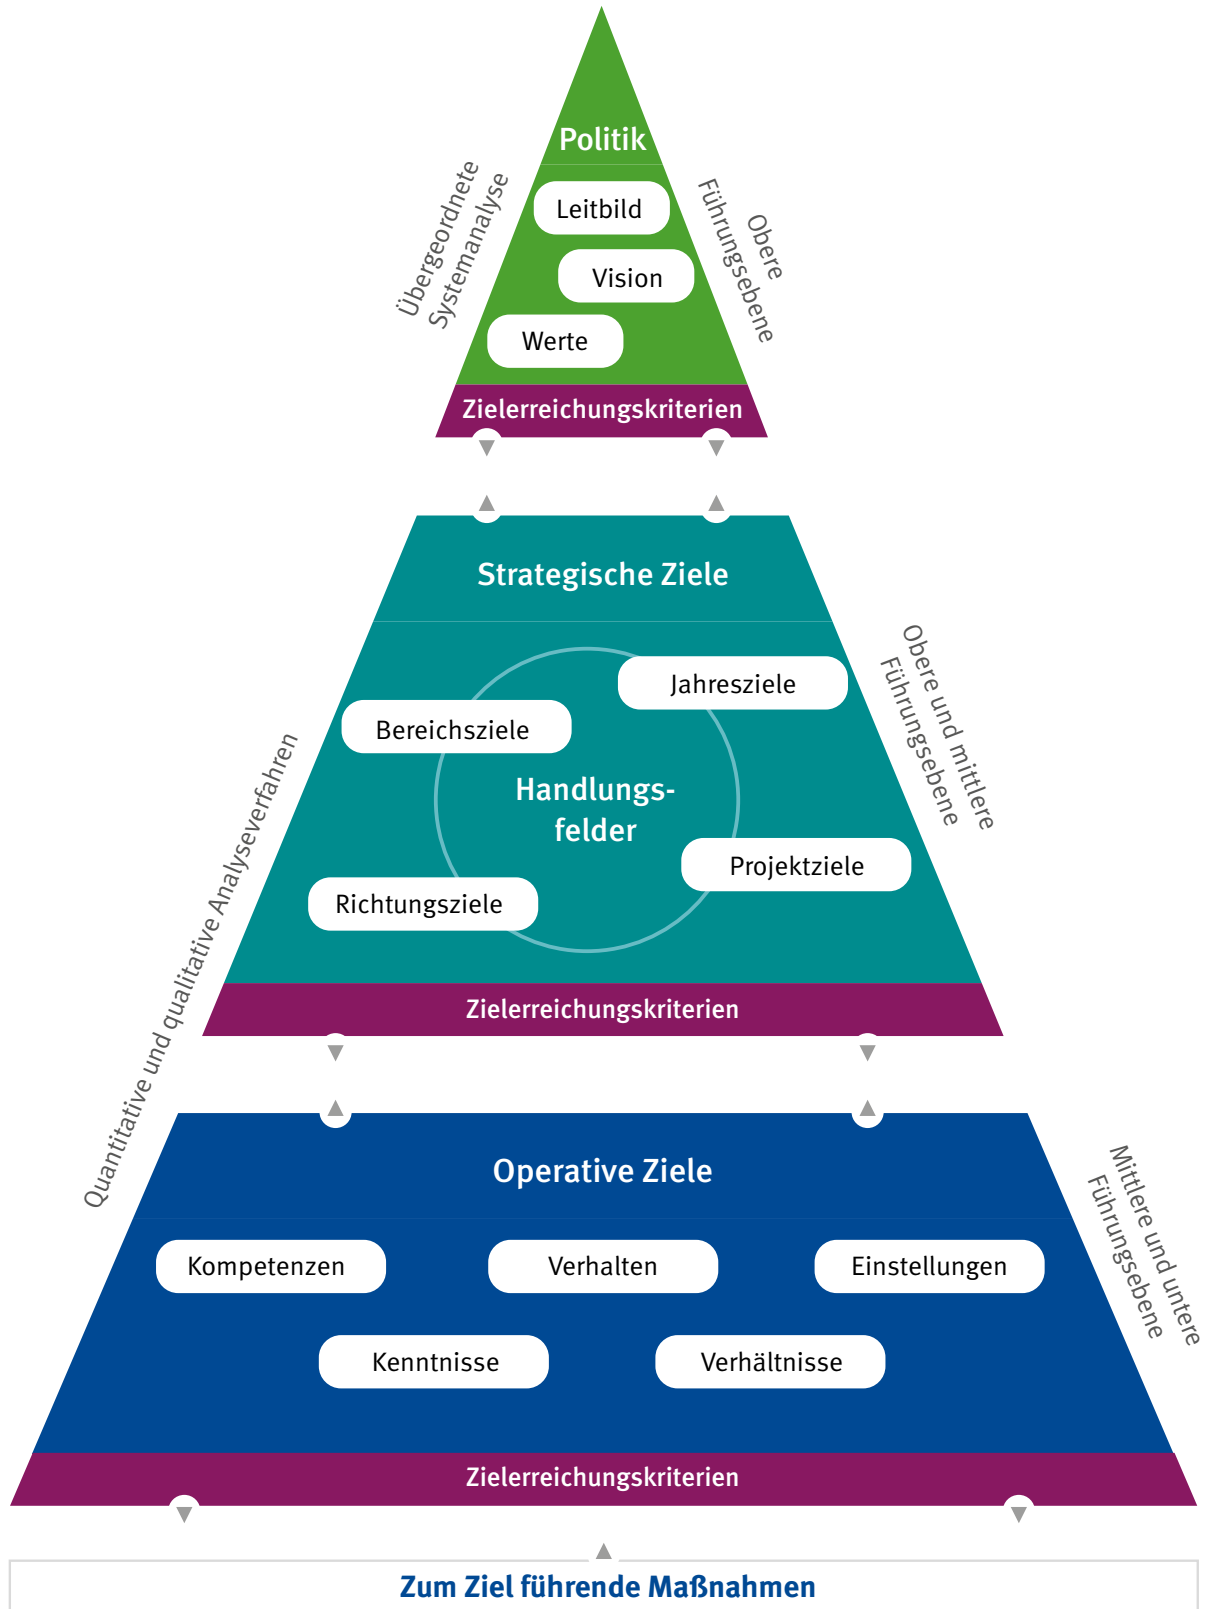 Politik
Übergeordnete
Systemanalyse
Obere
Führungsebene
Leitbild
Vision
Werte
Zielerreichungskriterien
Strategische Ziele
Obere und mittlere
Führungsebene
Jahresziele
Bereichsziele
Handlungs-
felder
Projektziele
Richtungsziele
Quantitative und qualitative Analyseverfahren
Zielerreichungskriterien
Operative Ziele
Mittlere und untere
Führungsebene
Kompetenzen
Verhalten
Einstellungen
Kenntnisse
Verhältnisse
Zielerreichungskriterien
Zum Ziel führende Maßnahmen